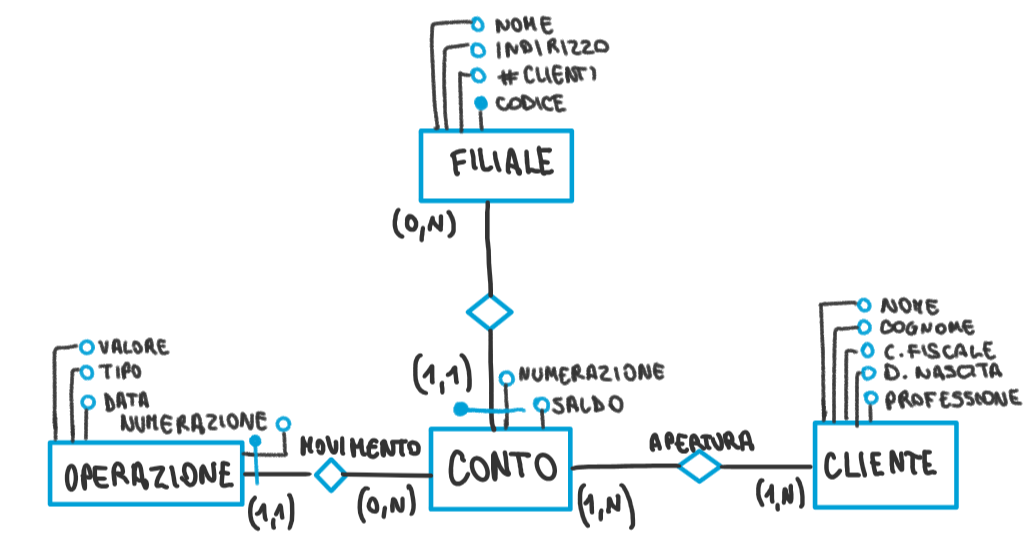 NOME
INDIRIZZO
#CLIENTI
CODICE
FILIALE
(0,N)
(1,1)
NUMERAZIONE
SALDO
VALORE
TIPO
DATA
NUMERAZIONE
OPERAZIONE
(1,1)
MOVIMENTO
(0,N)
CONTO
(1,N)
APERTURA
(1,N)
NOME
COGNOME
C.FISCALE
D. NASCITA
PROFESSIONE
CLIENTE